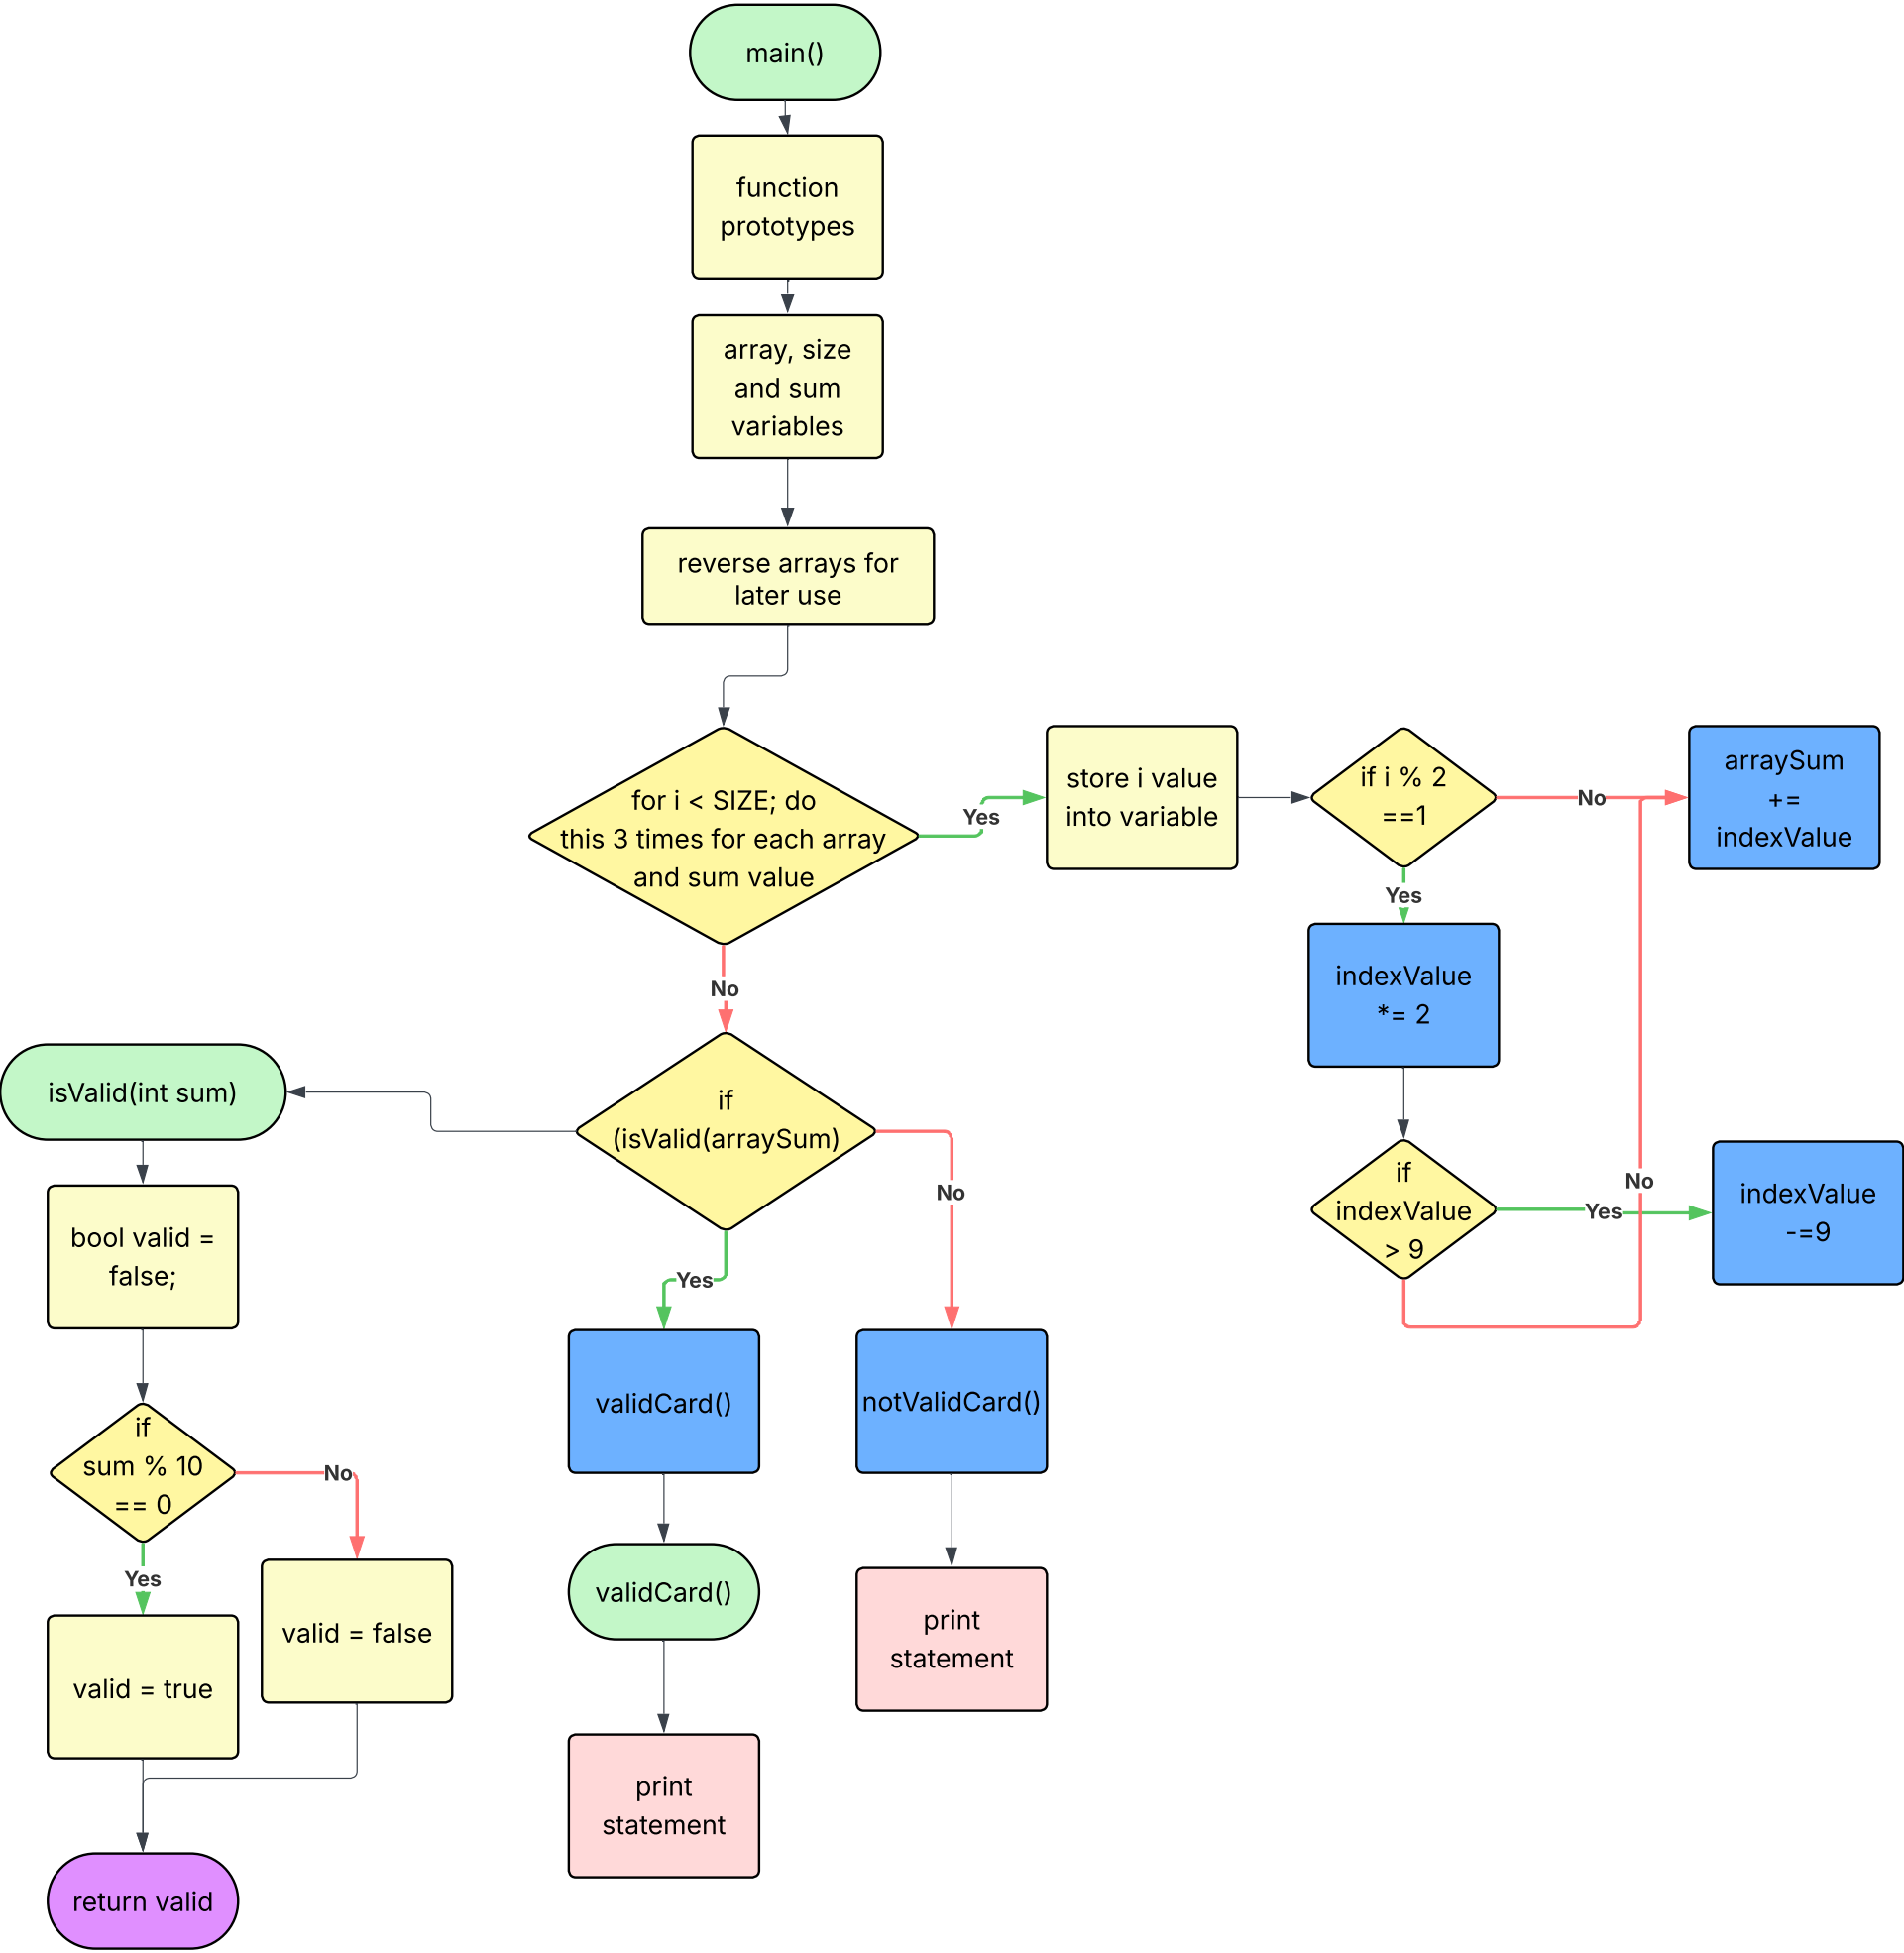 main()
function
prototypes
array, size
and sum
variables
reverse arrays for
later use
for i < SIZE; do
this 3 times for each array
and sum value
Yes
store i value
into variable
if i % 2
==1
No
arraySum
+=
indexValue
Yes
indexValue
*= 2
if
indexValue
> 9
Yes
No
indexValue
-=9
No
if
(isValid(arraySum)
isValid(int sum)
bool valid =
false;
if
sum % 10
== 0
No
Yes
valid = false
valid = true
return valid
Yes
validCard()
validCard()
print
statement
No
notValidCard()
print
statement